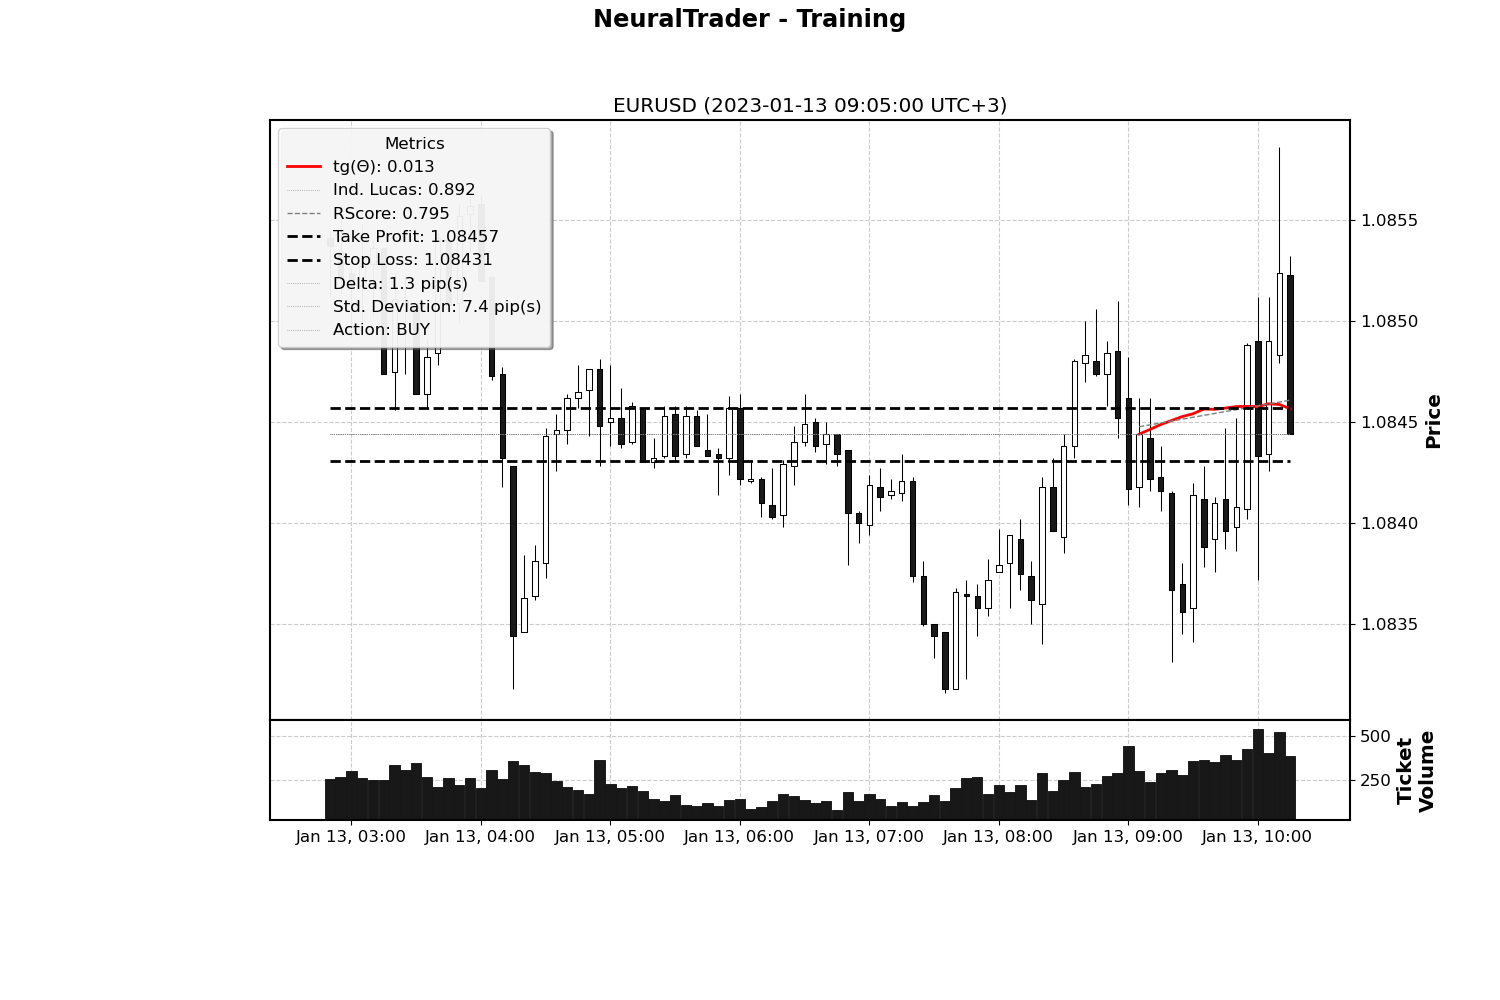 NeuralTrader - Training
EURUSD (2023-01-13 09:05:00 UTC+3)
Metrics
tg(Θ): 0.013
Ind. Lucas: 0.892
RScore: 0.795
Take Profit: 1.08457
Stop Loss: 1.08431
Delta: 1.3 pip(s)
Std. Deviation: 7.4 pip(s)
Action: BUY
1.0855
1.0850
1.0845
1.0840
1.0835
Price
500
250
Ticket
Volume
Jan 13, 03:00
Jan 13, 04:00
Jan 13, 05:00
Jan 13, 06:00
Jan 13, 07:00
Jan 13, 08:00
Jan 13, 09:00
Jan 13, 10:00